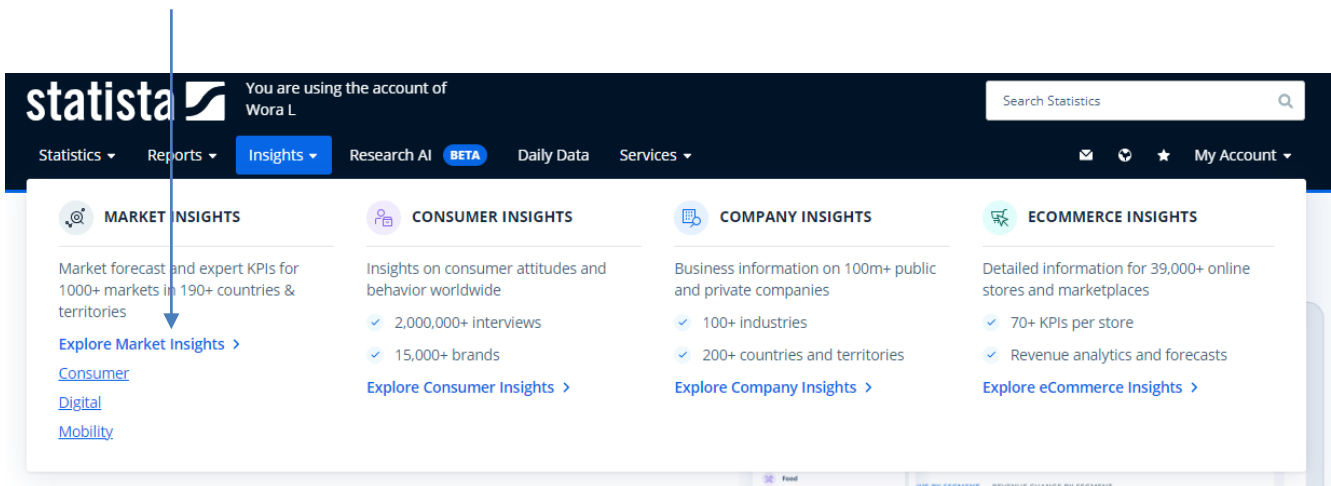 statista
You are using the account of
Wora L
Search Statistics
Statistics
Reports
Insights
Research AI BETA
Daily Data
Services
My Account
MARKET INSIGHTS
Market forecast and expert KPIs for
1000+ markets in 190+ countries &
territories
Explore Market Insights >
Consumer
Digital
Mobility
CONSUMER INSIGHTS
Insights on consumer attitudes and
behavior worldwide
2,000,000+ interviews
15,000+ brands
Explore Consumer Insights >
COMPANY INSIGHTS
Business information on 100m+ public
and private companies
100+ industries
200+ countries and territories
Explore Company Insights >
ECOMMERCE INSIGHTS
Detailed information for 39,000+ online
stores and marketplaces
70+ KPIs per store
Revenue analytics and forecasts
Explore eCommerce Insights >
Food